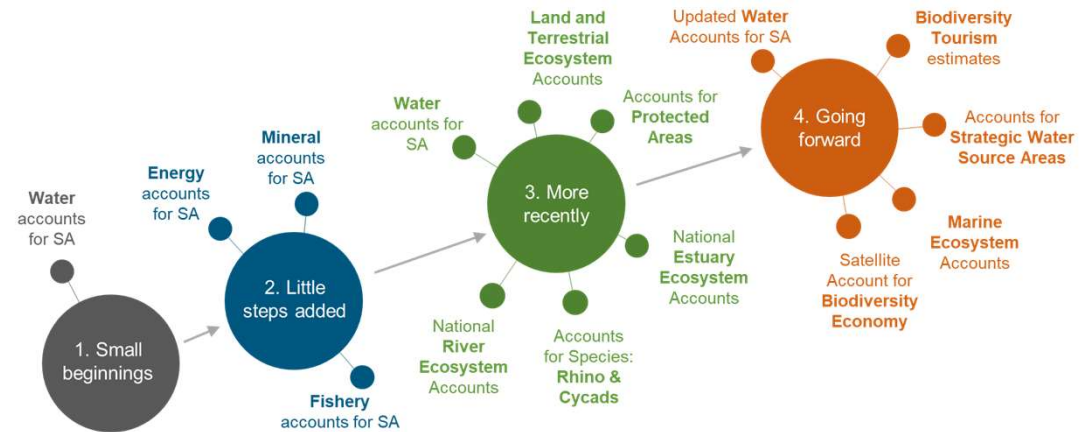 Water
accounts
for SA
1. Small
beginnings
Energy
accounts
for SA
Mineral
accounts
for SA
2. Little
steps added
Fishery
accounts for SA
Water
accounts for
SA
Land and
Terrestrial
Ecosystem
Accounts
Accounts for
Protected
Areas
3. More
recently
National
River
Ecosystem
Accounts
Accounts
for Species:
Rhino &
Cycads
National
Estuary
Ecosystem
Accounts
Updated Water
Accounts for SA
Biodiversity
Tourism
estimates
4. Going
forward
Accounts for
Strategic Water
Source Areas
Marine
Ecosystem
Accounts
Satellite
Account for
Biodiversity
Economy